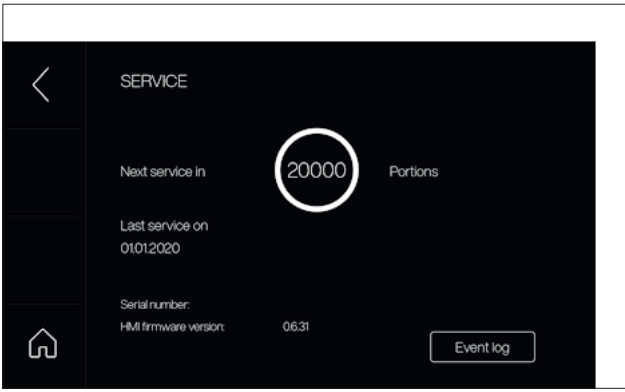 SERVICE
Next service in 20000 Portions
Last service on
01.01.2020
Serial number:
HMI firmware version: 0.6.31
Event log